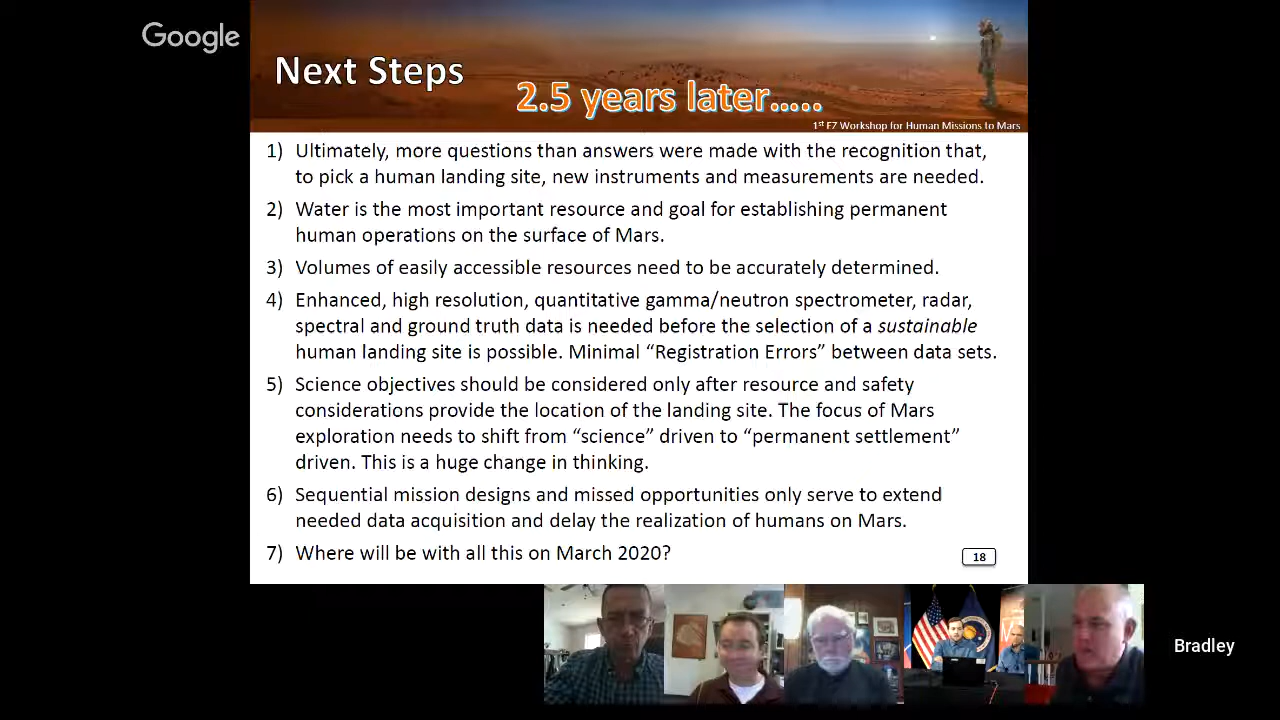 Google
Next Steps
2.5 years later.....
1st EZ Workshop for Human Missions to Mars
1) Ultimately, more questions than answers were made with the recognition that,
to pick a human landing site, new instruments and measurements are needed.
2) Water is the most important resource and goal for establishing permanent
human operations on the surface of Mars.
3) Volumes of easily accessible resources need to be accurately determined.
4) Enhanced, high resolution, quantitative gamma/neutron spectrometer, radar,
spectral and ground truth data is needed before the selection of a sustainable
human landing site is possible. Minimal “Registration Errors” between data sets.
5) Science objectives should be considered only after resource and safety
considerations provide the location of the landing site. The focus of Mars
exploration needs to shift from “science” driven to “permanent settlement”
driven. This is a huge change in thinking.
6) Sequential mission designs and missed opportunities only serve to extend
needed data acquisition and delay the realization of humans on Mars.
7) Where will be with all this on March 2020?
18
Bradley